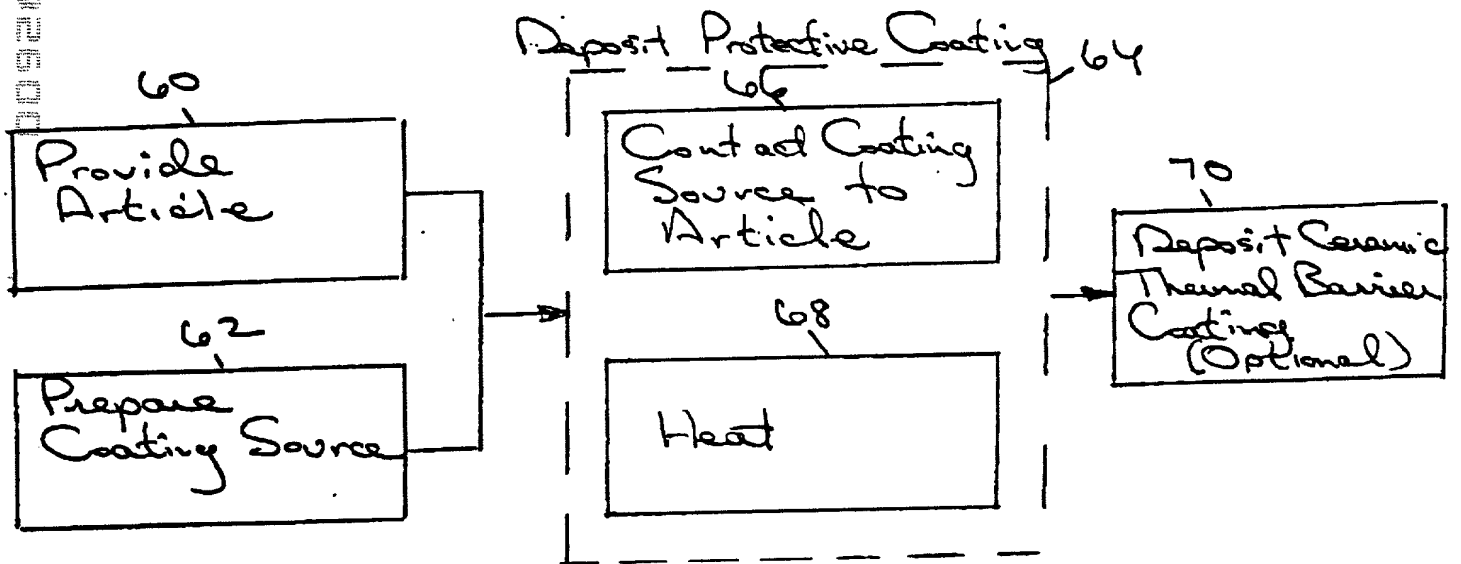 Deposit Protective Coating
64
60
Provide
Article
62
Prepare
Coating Source
66
Contact Coating
Source to
Article
68
Heat
70
Deposit Ceramic
Thermal Barrier
Coating
(Optional)